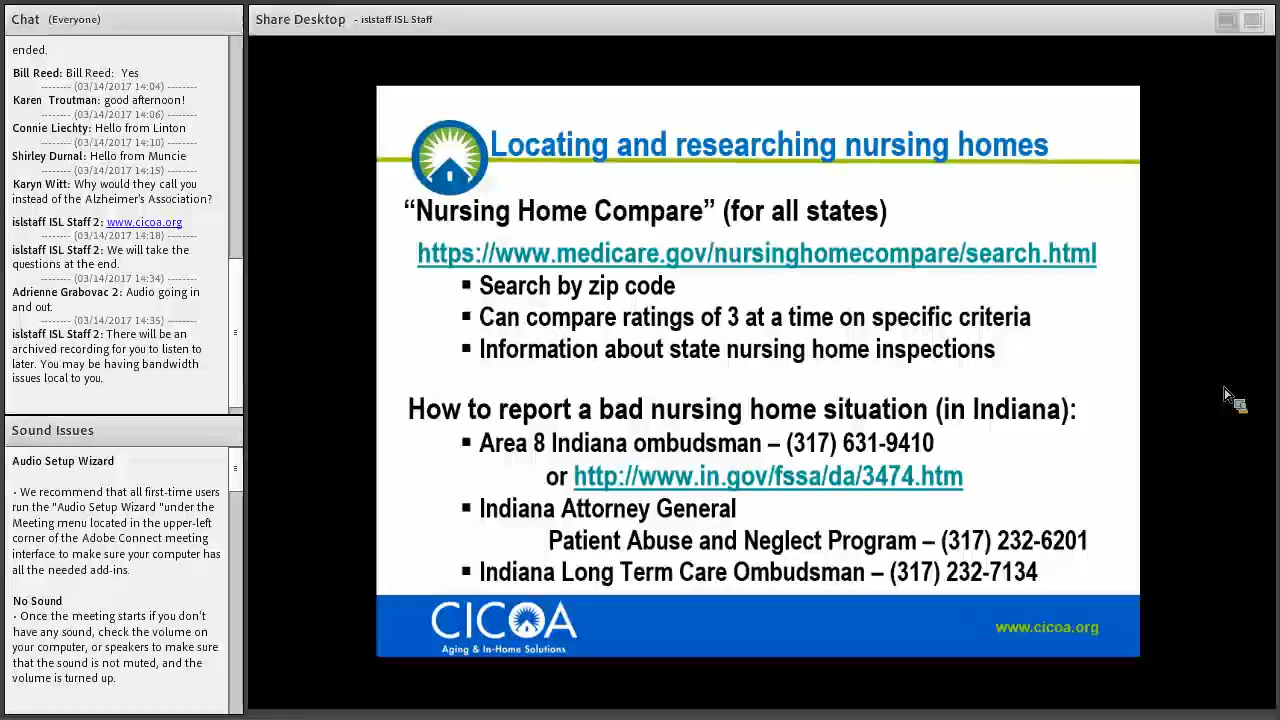 Chat (Everyone)
ended.
Bill Reed: Bill Reed: Yes
-------- (03/14/2017 14:04) --------
Karen Troutman: good afternoon!
-------- (03/14/2017 14:06) --------
Connie Liechty: Hello from Linton
-------- (03/14/2017 14:10) --------
Shirley Durnal: Hello from Muncie
-------- (03/14/2017 14:15) --------
Karyn Witt: Why would they call you
instead of the Alzheimer's Association?
islstaff ISL Staff 2: www.cicoa.org
-------- (03/14/2017 14:18) --------
islstaff ISL Staff 2: We will take the
questions at the end.
-------- (03/14/2017 14:34) --------
Adrienne Grabovac 2: Audio going in
and out.
-------- (03/14/2017 14:35) --------
islstaff ISL Staff 2: There will be an
archived recording for you to listen to
later. You may be having bandwidth
issues local to you.
Sound Issues
Audio Setup Wizard
• We recommend that all first-time users
run the "Audio Setup Wizard "under the
Meeting menu located in the upper-left
corner of the Adobe Connect meeting
interface to make sure your computer has
all the needed add-ins.
No Sound
• Once the meeting starts if you don't
have any sound, check the volume on
your computer, or speakers to make sure
that the sound is not muted, and the
volume is turned up.
Share Desktop - islstaff ISL Staff
Locating and researching nursing homes
“Nursing Home Compare” (for all states)
https://www.medicare.gov/nursinghomecompare/search.html
▪ Search by zip code
▪ Can compare ratings of 3 at a time on specific criteria
▪ Information about state nursing home inspections
How to report a bad nursing home situation (in Indiana):
▪ Area 8 Indiana ombudsman – (317) 631-9410
or http://www.in.gov/fssa/da/3474.htm
▪ Indiana Attorney General
Patient Abuse and Neglect Program – (317) 232-6201
▪ Indiana Long Term Care Ombudsman – (317) 232-7134
CICOA
Aging & In-Home Solutions
www.cicoa.org